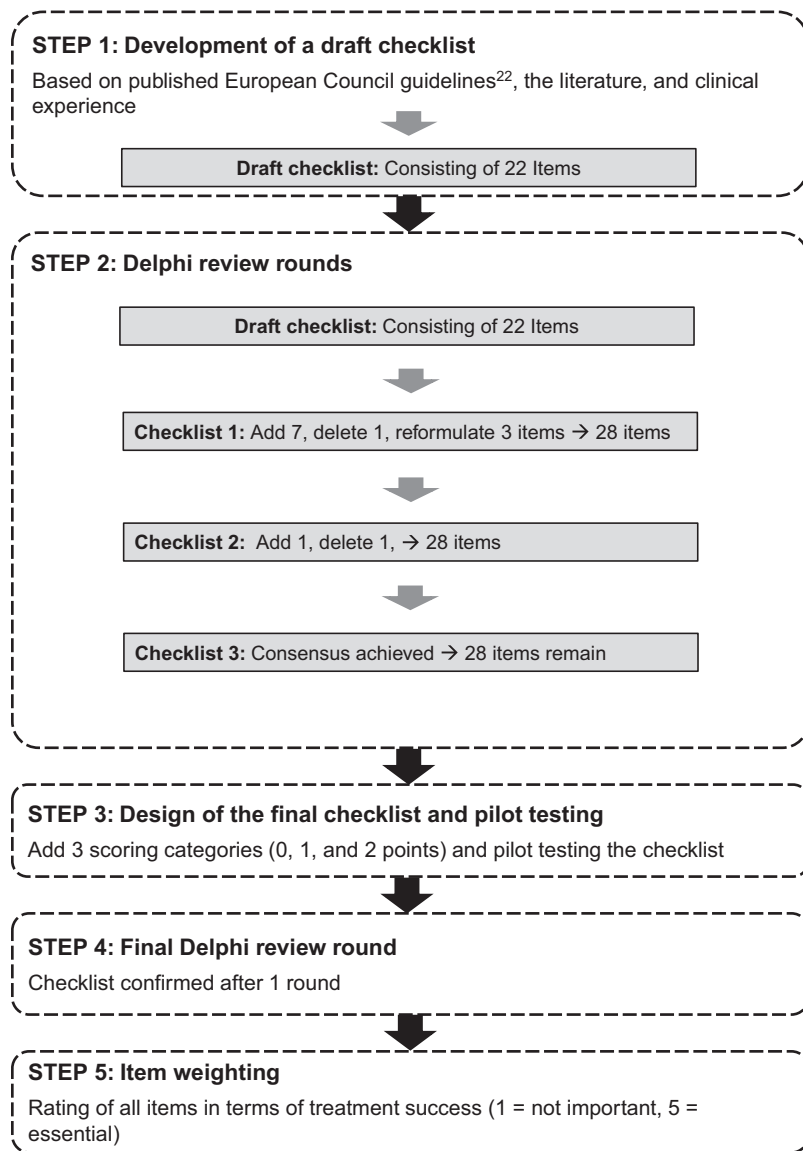 STEP 1: Development of a draft checklist
Based on published European Council guidelines²², the literature, and clinical
experience
Draft checklist: Consisting of 22 Items
STEP 2: Delphi review rounds
Draft checklist: Consisting of 22 Items
Checklist 1: Add 7, delete 1, reformulate 3 items → 28 items
Checklist 2: Add 1, delete 1, → 28 items
Checklist 3: Consensus achieved → 28 items remain
STEP 3: Design of the final checklist and pilot testing
Add 3 scoring categories (0, 1, and 2 points) and pilot testing the checklist
STEP 4: Final Delphi review round
Checklist confirmed after 1 round
STEP 5: Item weighting
Rating of all items in terms of treatment success (1 = not important, 5 =
essential)